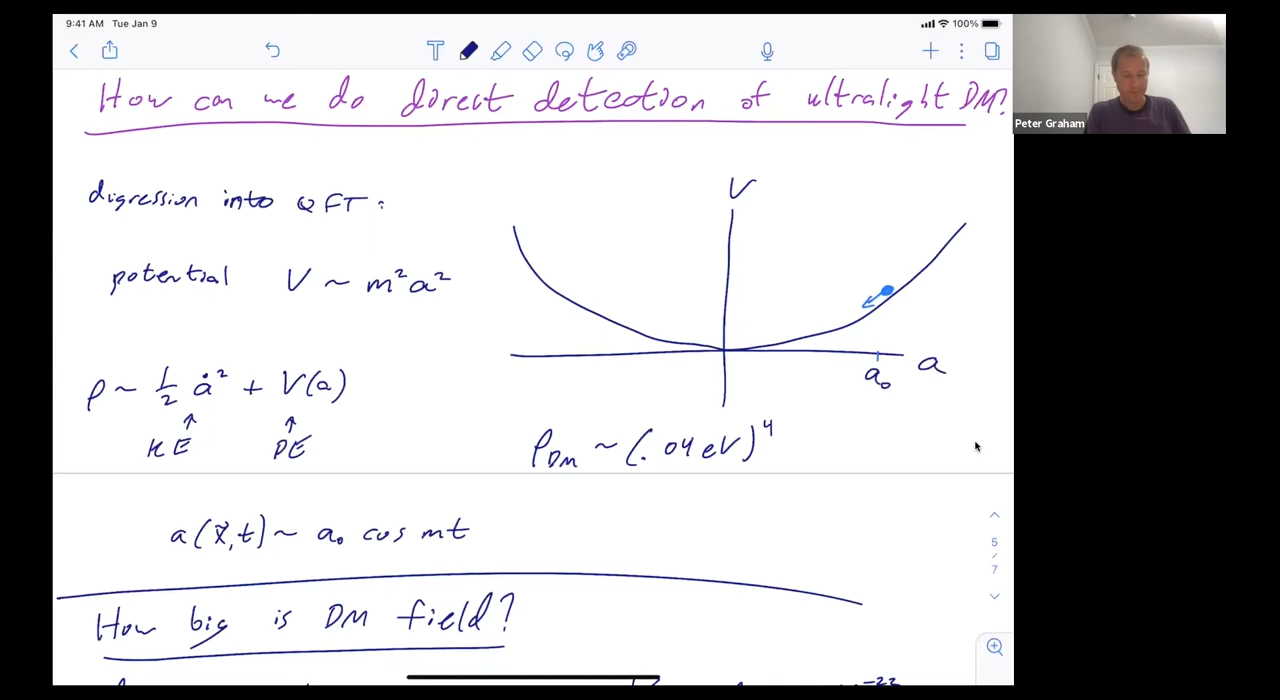 9:41 AM Tue Jan 9
100%
How can we do direct detection of ultralight DM?
Peter Graham
digression into QFT:
V
potential V ~ m²a²
a₀
a
ρ ~ 1/2 ȧ² + V(a)
KE
PE
ρ_DM ~ (.04 eV)⁴
a(x⃗,t) ~ a₀ cos mt
5
/
7
How big is DM field?
-22